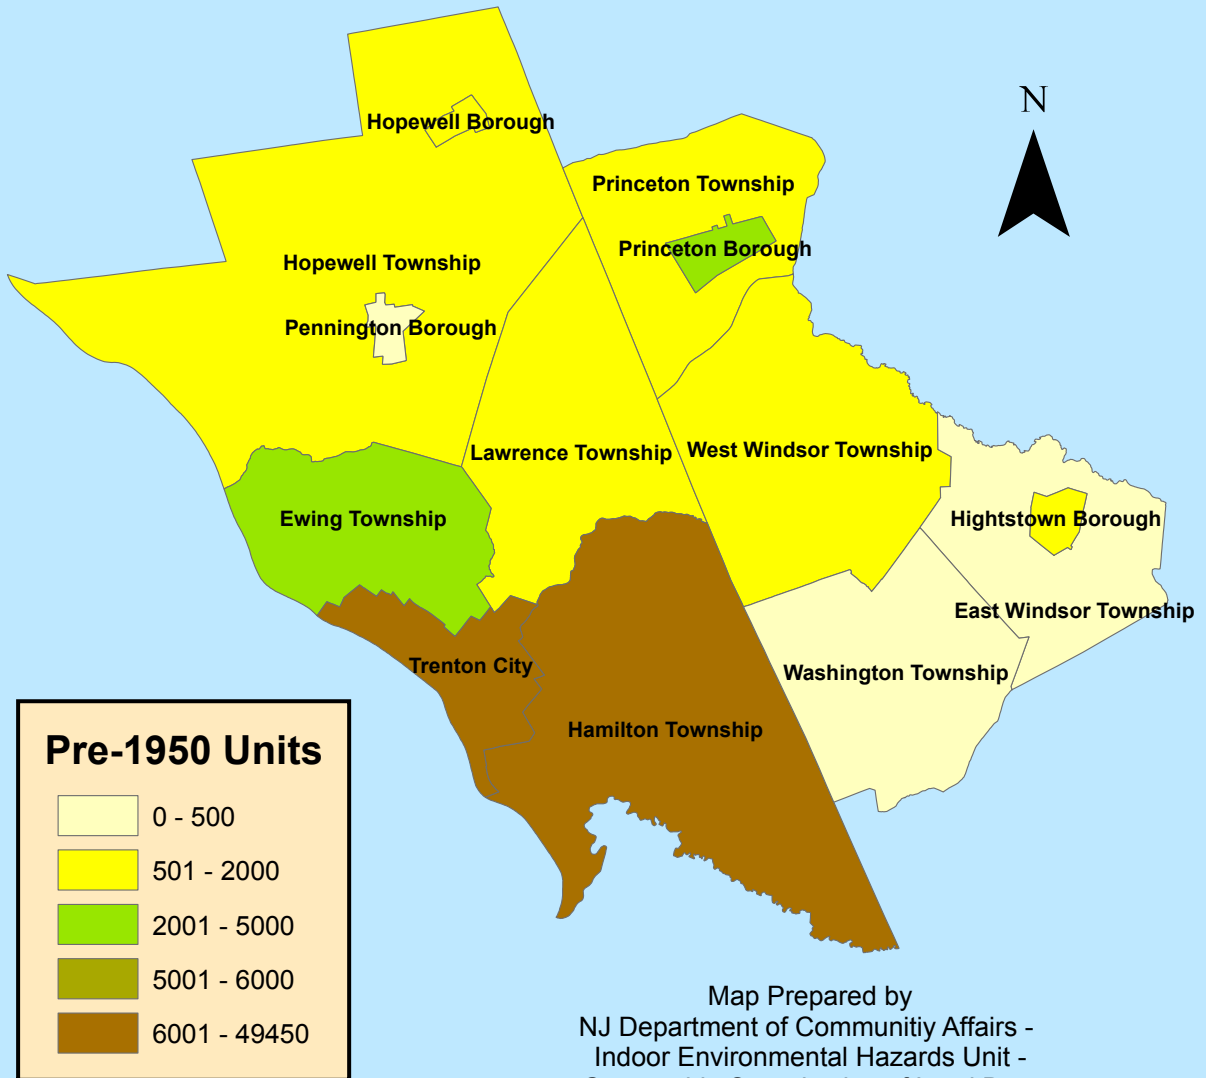 N
Hopewell Borough
Princeton Township
Princeton Borough
Hopewell Township
Pennington Borough
Lawrence Township
West Windsor Township
Ewing Township
Hightstown Borough
East Windsor Township
Trenton City
Washington Township
Hamilton Township
Pre-1950 Units
0 - 500
501 - 2000
2001 - 5000
5001 - 6000
6001 - 49450
Map Prepared by
NJ Department of Communitiy Affairs -
Indoor Environmental Hazards Unit -